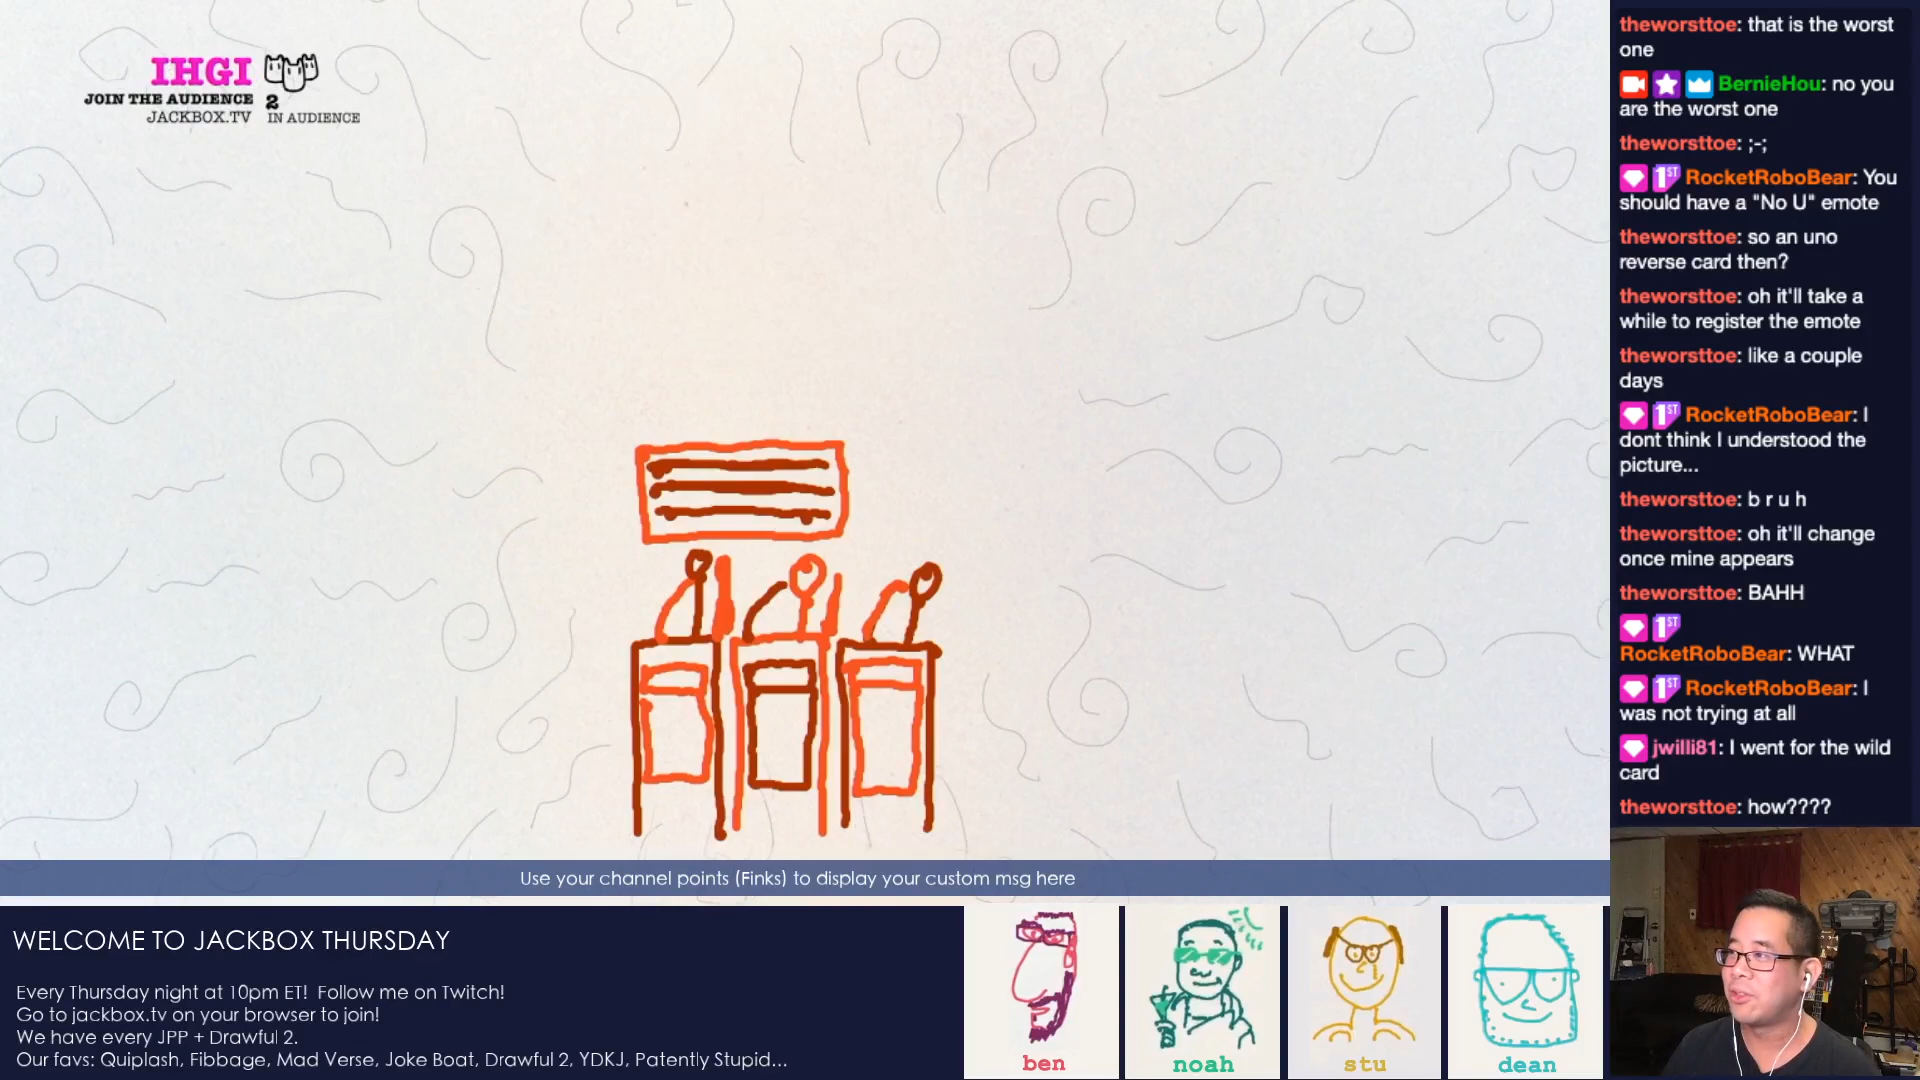 IHGI
JOIN THE AUDIENCE 2
JACKBOX.TV IN AUDIENCE
theworsttoe: that is the worst
one
BernieHou: no you
are the worst one
theworsttoe: ;-;
1ST RocketRoboBear: You
should have a "No U" emote
theworsttoe: so an uno
reverse card then?
theworsttoe: oh it'll take a
while to register the emote
theworsttoe: like a couple
days
1ST RocketRoboBear: I
dont think I understood the
picture...
theworsttoe: b r u h
theworsttoe: oh it'll change
once mine appears
theworsttoe: BAHH
1ST
RocketRoboBear: WHAT
1ST RocketRoboBear: I
was not trying at all
jwilli81: I went for the wild
card
theworsttoe: how????
Use your channel points (Finks) to display your custom msg here
WELCOME TO JACKBOX THURSDAY
Every Thursday night at 10pm ET! Follow me on Twitch!
Go to jackbox.tv on your browser to join!
We have every JPP + Drawful 2.
Our favs: Quiplash, Fibbage, Mad Verse, Joke Boat, Drawful 2, YDKJ, Patently Stupid...
ben
noah
stu
dean